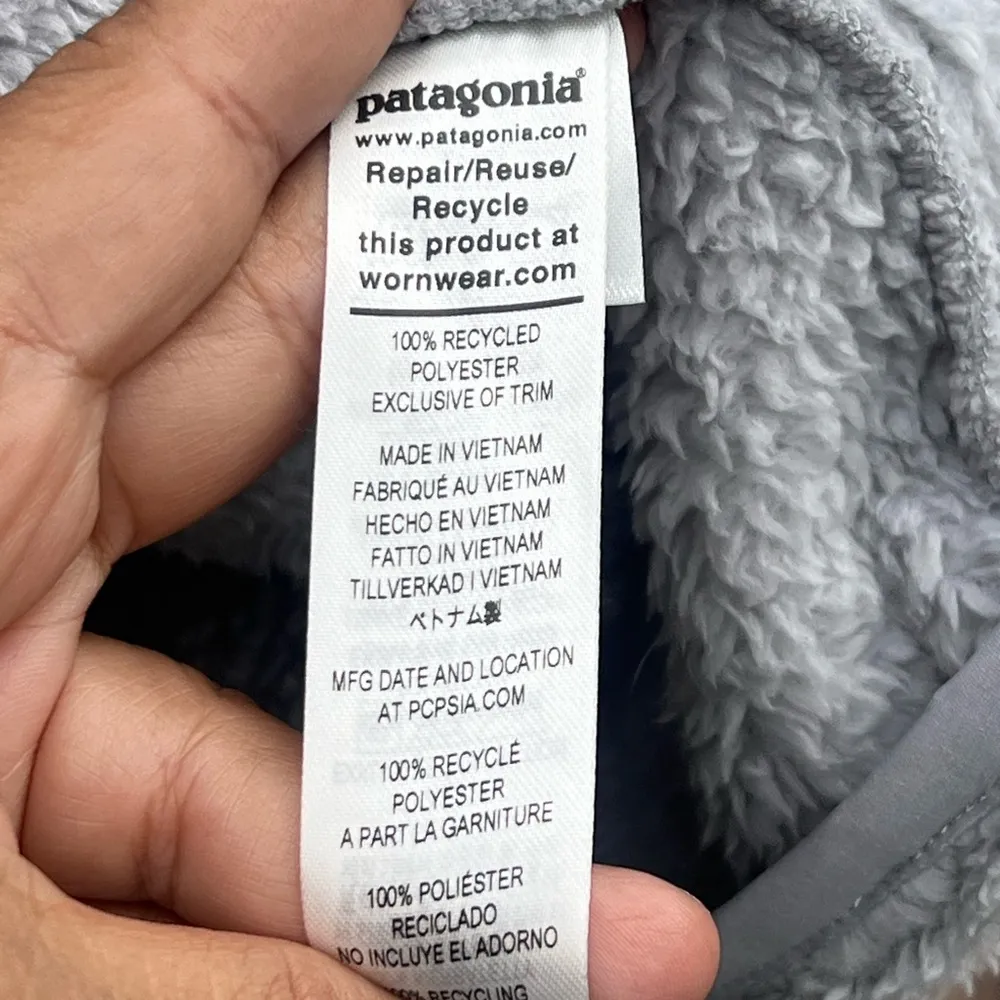 patagonia®
www.patagonia.com
Repair/Reuse/
Recycle
this product at
wornwear.com
100% RECYCLED
POLYESTER
EXCLUSIVE OF TRIM
MADE IN VIETNAM
FABRIQUÉ AU VIETNAM
HECHO EN VIETNAM
FATTO IN VIETNAM
TILLVERKAD I VIETNAM
ベトナム製
MFG DATE AND LOCATION
AT PCPSIA.COM
100% RECYCLÉ
POLYESTER
A PART LA GARNITURE
100% POLIÉSTER
RECICLADO
NO INCLUYE EL ADORNO
100% RECYCLING